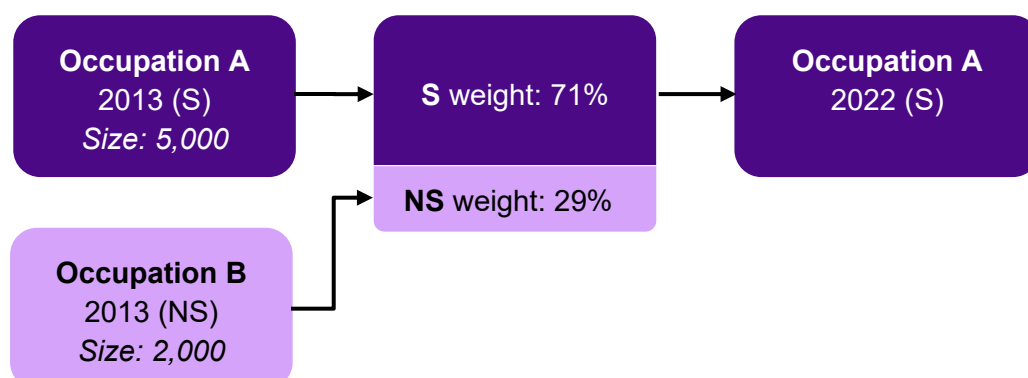 Occupation A
2013 (S)
Size: 5,000
S weight: 71%
NS weight: 29%
Occupation A
2022 (S)
Occupation B
2013 (NS)
Size: 2,000